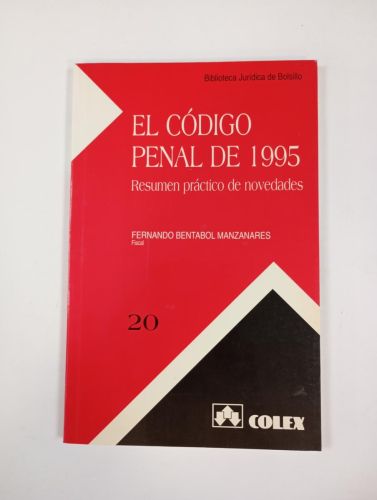 Biblioteca Jurídica de Bolsillo
EL CÓDIGO
PENAL DE 1995
Resumen práctico de novedades
FERNANDO BENTABOL MANZANARES
Fiscal
20
COLEX